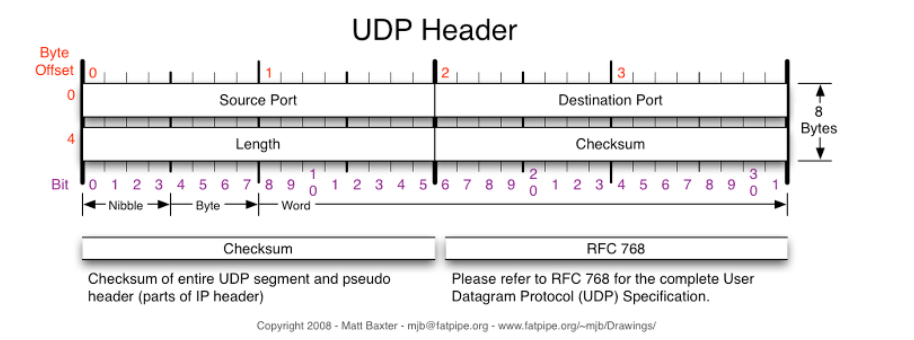 UDP Header
Byte
Offset
0 1 2 3
0
Source Port Destination Port
8
Bytes
4
Length Checksum
Bit 0 1 2 3 4 5 6 7 8 9 10 1 2 3 4 5 6 7 8 9 20 1 2 3 4 5 6 7 8 9 30 1
Nibble Byte Word
Checksum
Checksum of entire UDP segment and pseudo
header (parts of IP header)
RFC 768
Please refer to RFC 768 for the complete User
Datagram Protocol (UDP) Specification.
Copyright 2008 - Matt Baxter - mjb@fatpipe.org - www.fatpipe.org/~mjb/Drawings/